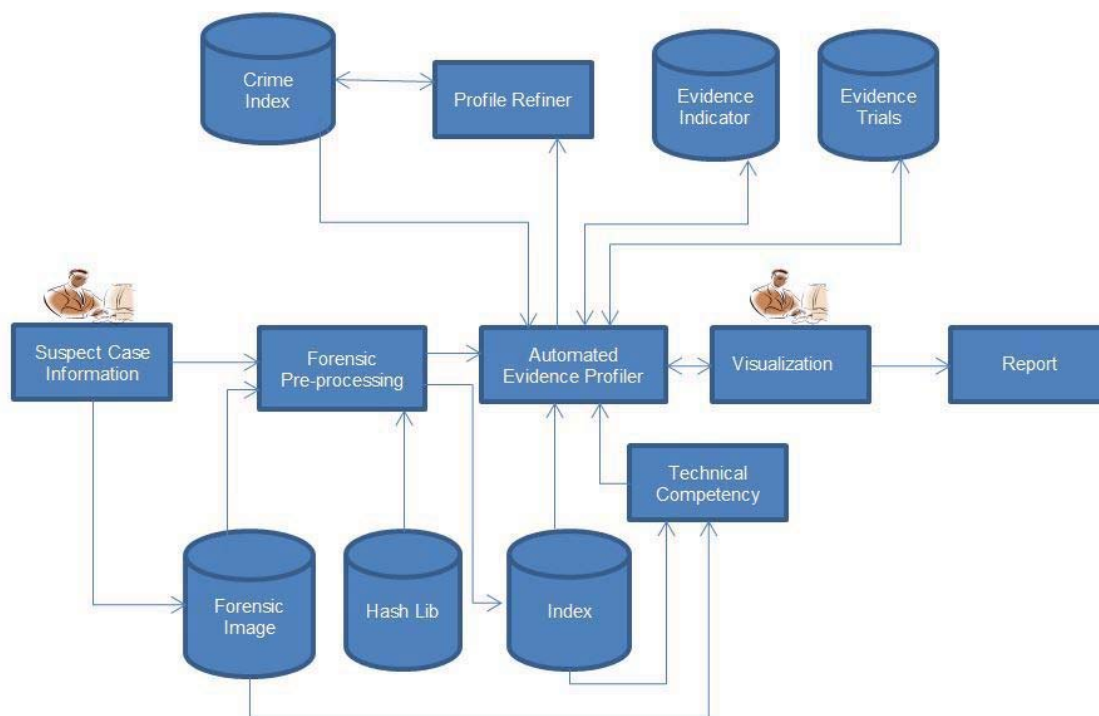 Crime
Index
Profile Refiner
Evidence
Indicator
Evidence
Trials
Suspect Case
Information
Forensic
Pre-processing
Automated
Evidence Profiler
Visualization
Report
Technical
Competency
Forensic
Image
Hash Lib
Index